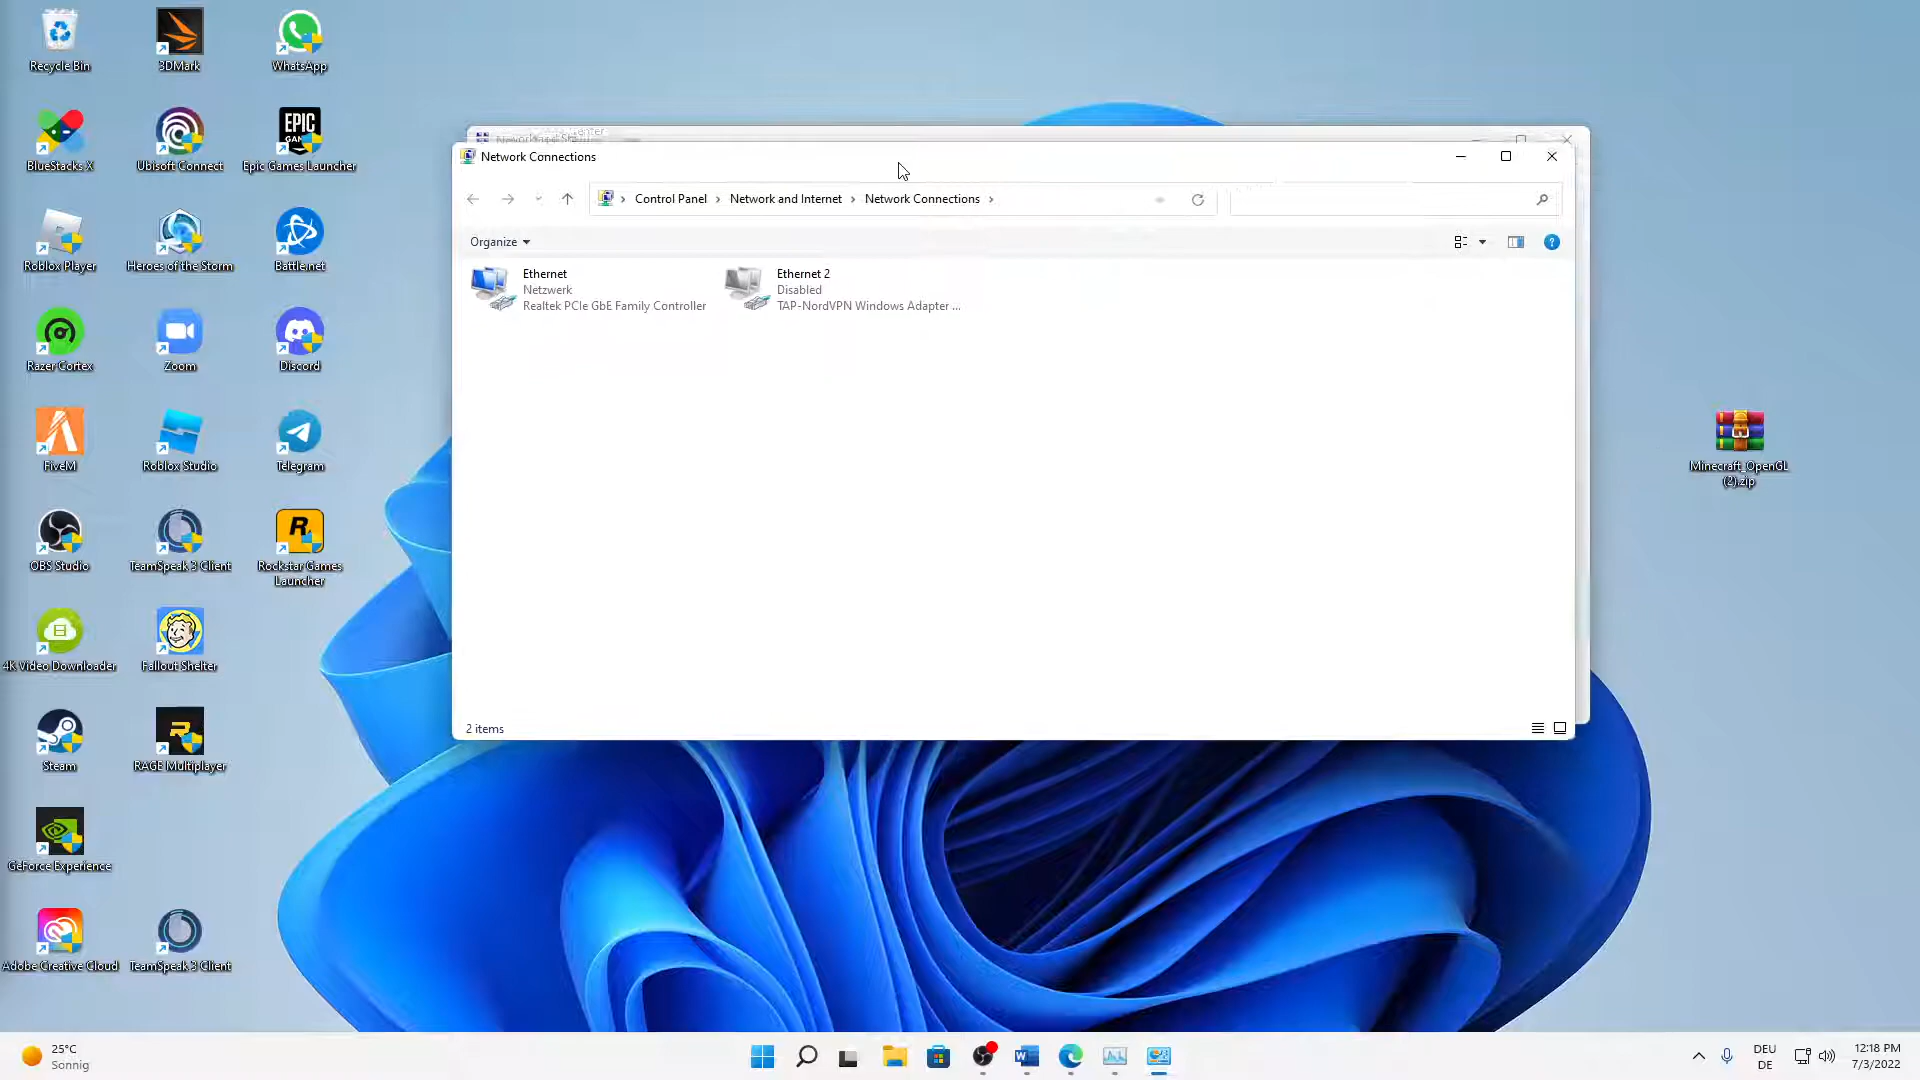 Recycle Bin
3DMark
WhatsApp
BlueStacks X
Ubisoft Connect
EPIC
Epic Games Launcher
Roblox Player
Heroes of the Storm
Battle.net
Razer Cortex
Zoom
Discord
FiveM
Roblox Studio
Telegram
OBS Studio
TeamSpeak 3 Client
Rockstar Games
Launcher
4K Video Downloader
Fallout Shelter
Steam
RAGE Multiplayer
GeForce Experience
Adobe Creative Cloud
TeamSpeak 3 Client
Network Connections
Control Panel
Network and Internet
Network Connections
Organize
Ethernet
Netzwerk
Realtek PCIe GbE Family Controller
Ethernet 2
Disabled
TAP-NordVPN Windows Adapter ...
2 items
Minecraft_OpenGL
(2).zip
25°C
Sonnig
DEU
DE
12:18 PM
7/3/2022